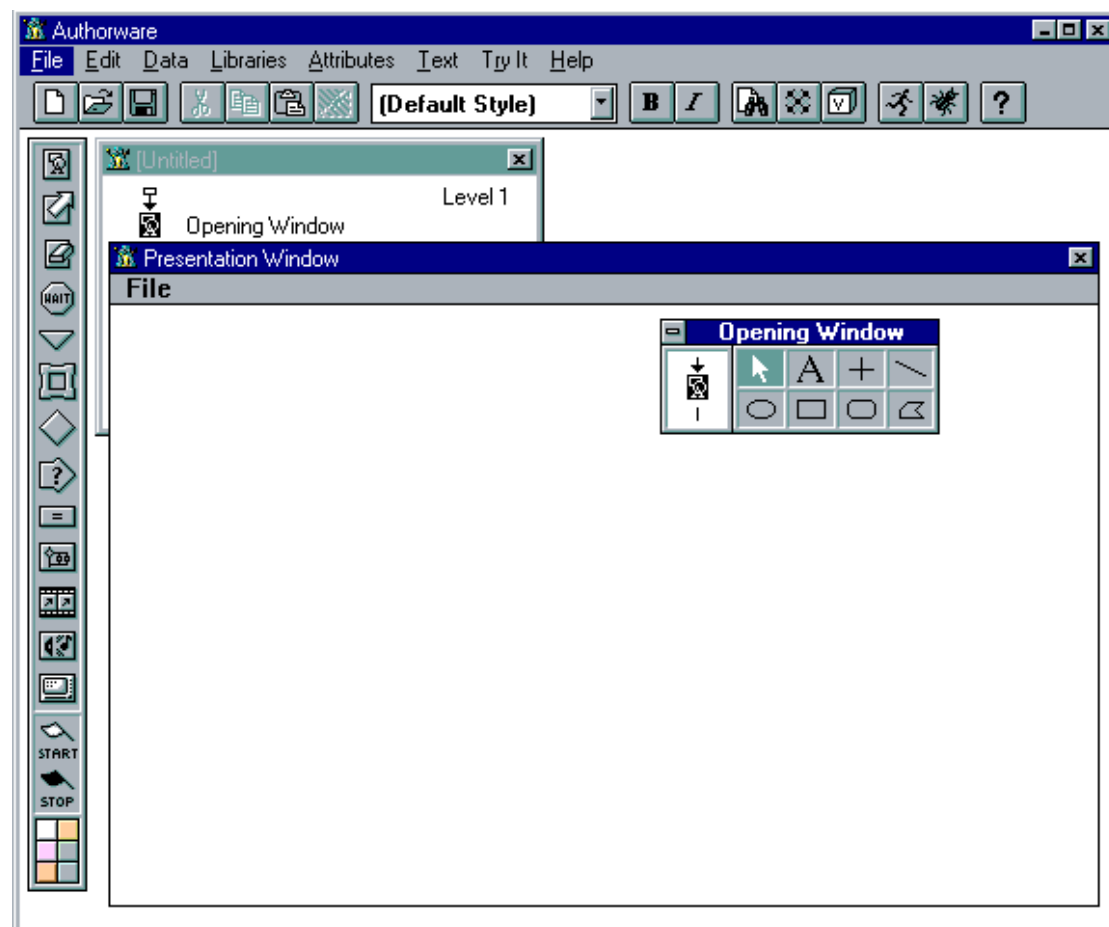 Authorware
File Edit Data Libraries Attributes Text Try It Help
(Default Style) B I V ?
[Untitled]
Level 1
Opening Window
Presentation Window
File
Opening Window
A
WAIT
?
=
START
STOP